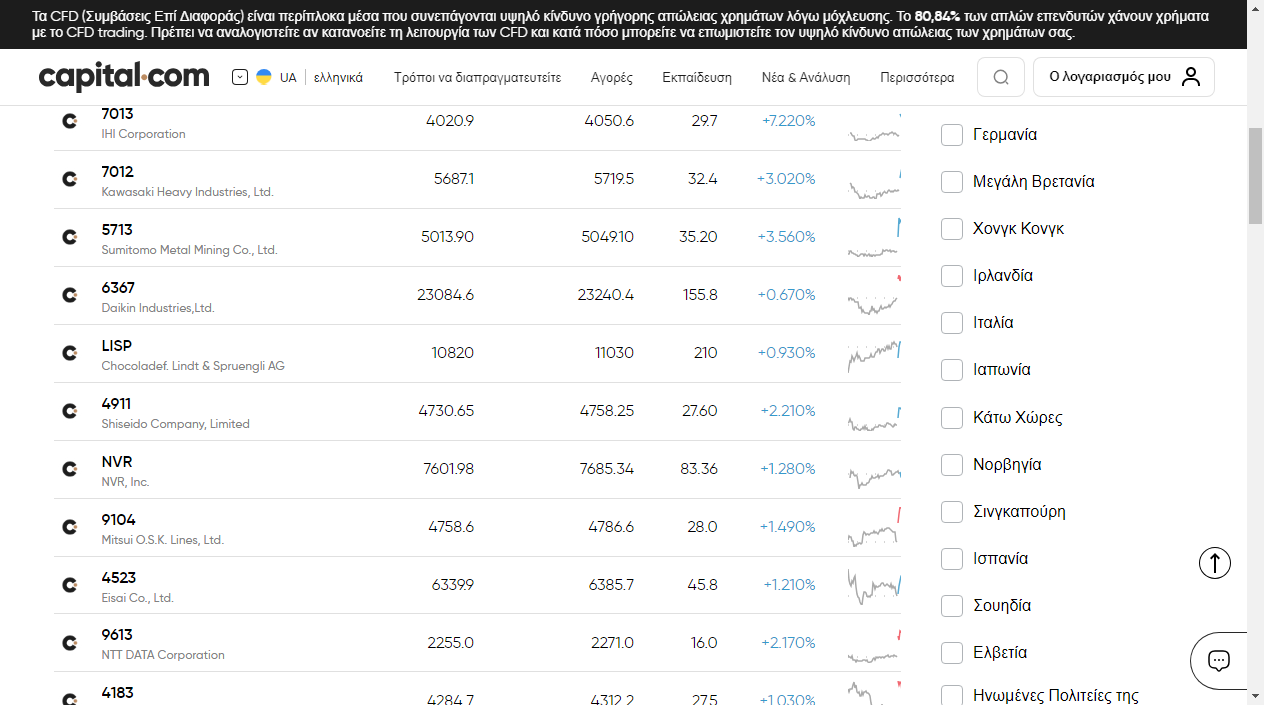 Τα CFD (Συμβάσεις Επί Διαφοράς) είναι περίπλοκα μέσα που συνεπάγονται υψηλό κίνδυνο γρήγορης απώλειας χρημάτων λόγω μόχλευσης. Το 80,84% των απλών επενδυτών χάνουν χρήματα
με το CFD trading. Πρέπει να αναλογιστείτε αν κατανοείτε τη λειτουργία των CFD και κατά πόσο μπορείτε να επωμιστείτε τον υψηλό κίνδυνο απώλειας των χρημάτων σας.
capital.com UA ελληνικά Τρόποι να διαπραγματευτείτε Αγορές Εκπαίδευση Νέα & Ανάλυση Περισσότερα Ο λογαριασμός μου
7013 4020.9 4050.6 29.7 +7.220%
IHI Corporation
7012 5687.1 5719.5 32.4 +3.020%
Kawasaki Heavy Industries, Ltd.
5713 5013.90 5049.10 35.20 +3.560%
Sumitomo Metal Mining Co., Ltd.
6367 23084.6 23240.4 155.8 +0.670%
Daikin Industries,Ltd.
LISP 10820 11030 210 +0.930%
Chocoladef. Lindt & Spruengli AG
4911 4730.65 4758.25 27.60 +2.210%
Shiseido Company, Limited
NVR 7601.98 7685.34 83.36 +1.280%
NVR, Inc.
9104 4758.6 4786.6 28.0 +1.490%
Mitsui O.S.K. Lines, Ltd.
4523 6339.9 6385.7 45.8 +1.210%
Eisai Co., Ltd.
9613 2255.0 2271.0 16.0 +2.170%
NTT DATA Corporation
4183 4284.7 4312.2 27.5 +1.030%
Γερμανία
Μεγάλη Βρετανία
Χονγκ Κονγκ
Ιρλανδία
Ιταλία
Ιαπωνία
Κάτω Χώρες
Νορβηγία
Σινγκαπούρη
Ισπανία
Σουηδία
Ελβετία
Ηνωμένες Πολιτείες της